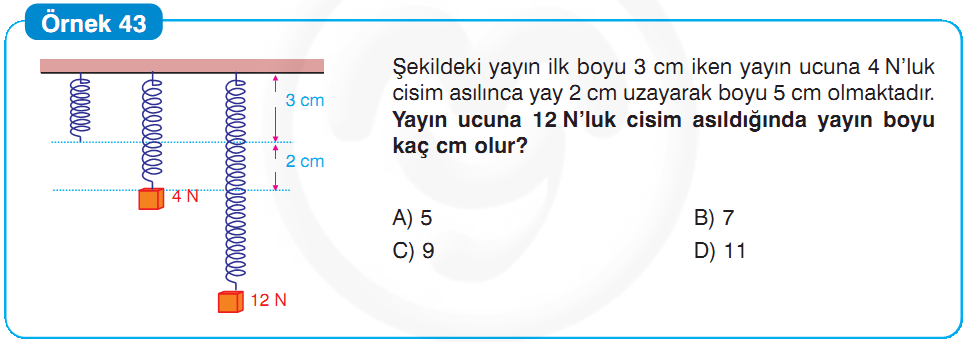 Örnek 43
3 cm
2 cm
4 N
12 N
Şekildeki yayın ilk boyu 3 cm iken yayın ucuna 4 N’luk
cisim asılınca yay 2 cm uzayarak boyu 5 cm olmaktadır.
Yayın ucuna 12 N’luk cisim asıldığında yayın boyu
kaç cm olur?
A) 5
B) 7
C) 9
D) 11